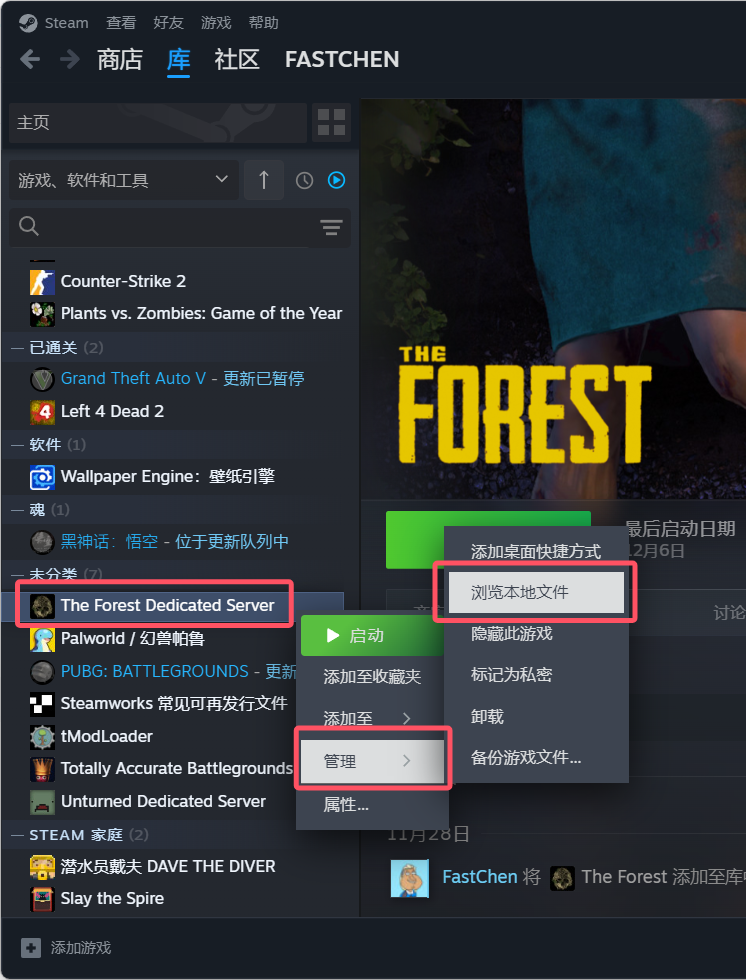 Steam 查看 好友 游戏 帮助
商店 库 社区 FASTCHEN
主页
游戏、软件和工具
Counter-Strike 2
Plants vs. Zombies: Game of the Year
已通关 (2)
Grand Theft Auto V - 更新已暂停
Left 4 Dead 2
软件 (1)
Wallpaper Engine：壁纸引擎
魂 (1)
黑神话：悟空 - 位于更新队列中
未分类 (7)
The Forest Dedicated Server
Palworld / 幻兽帕鲁
PUBG: BATTLEGROUNDS - 更新
Steamworks 常见可再发行文件
tModLoader
Totally Accurate Battlegrounds
Unturned Dedicated Server
STEAM 家庭 (2)
潜水员戴夫 DAVE THE DIVER
Slay the Spire
添加游戏
THE
FOREST
最后启动日期
12月6日
讨论
启动
添加至收藏夹
添加至
管理
属性...
添加桌面快捷方式
浏览本地文件
隐藏此游戏
标记为私密
卸载
备份游戏文件...
11月28日
FastChen 将 The Forest 添加至库中